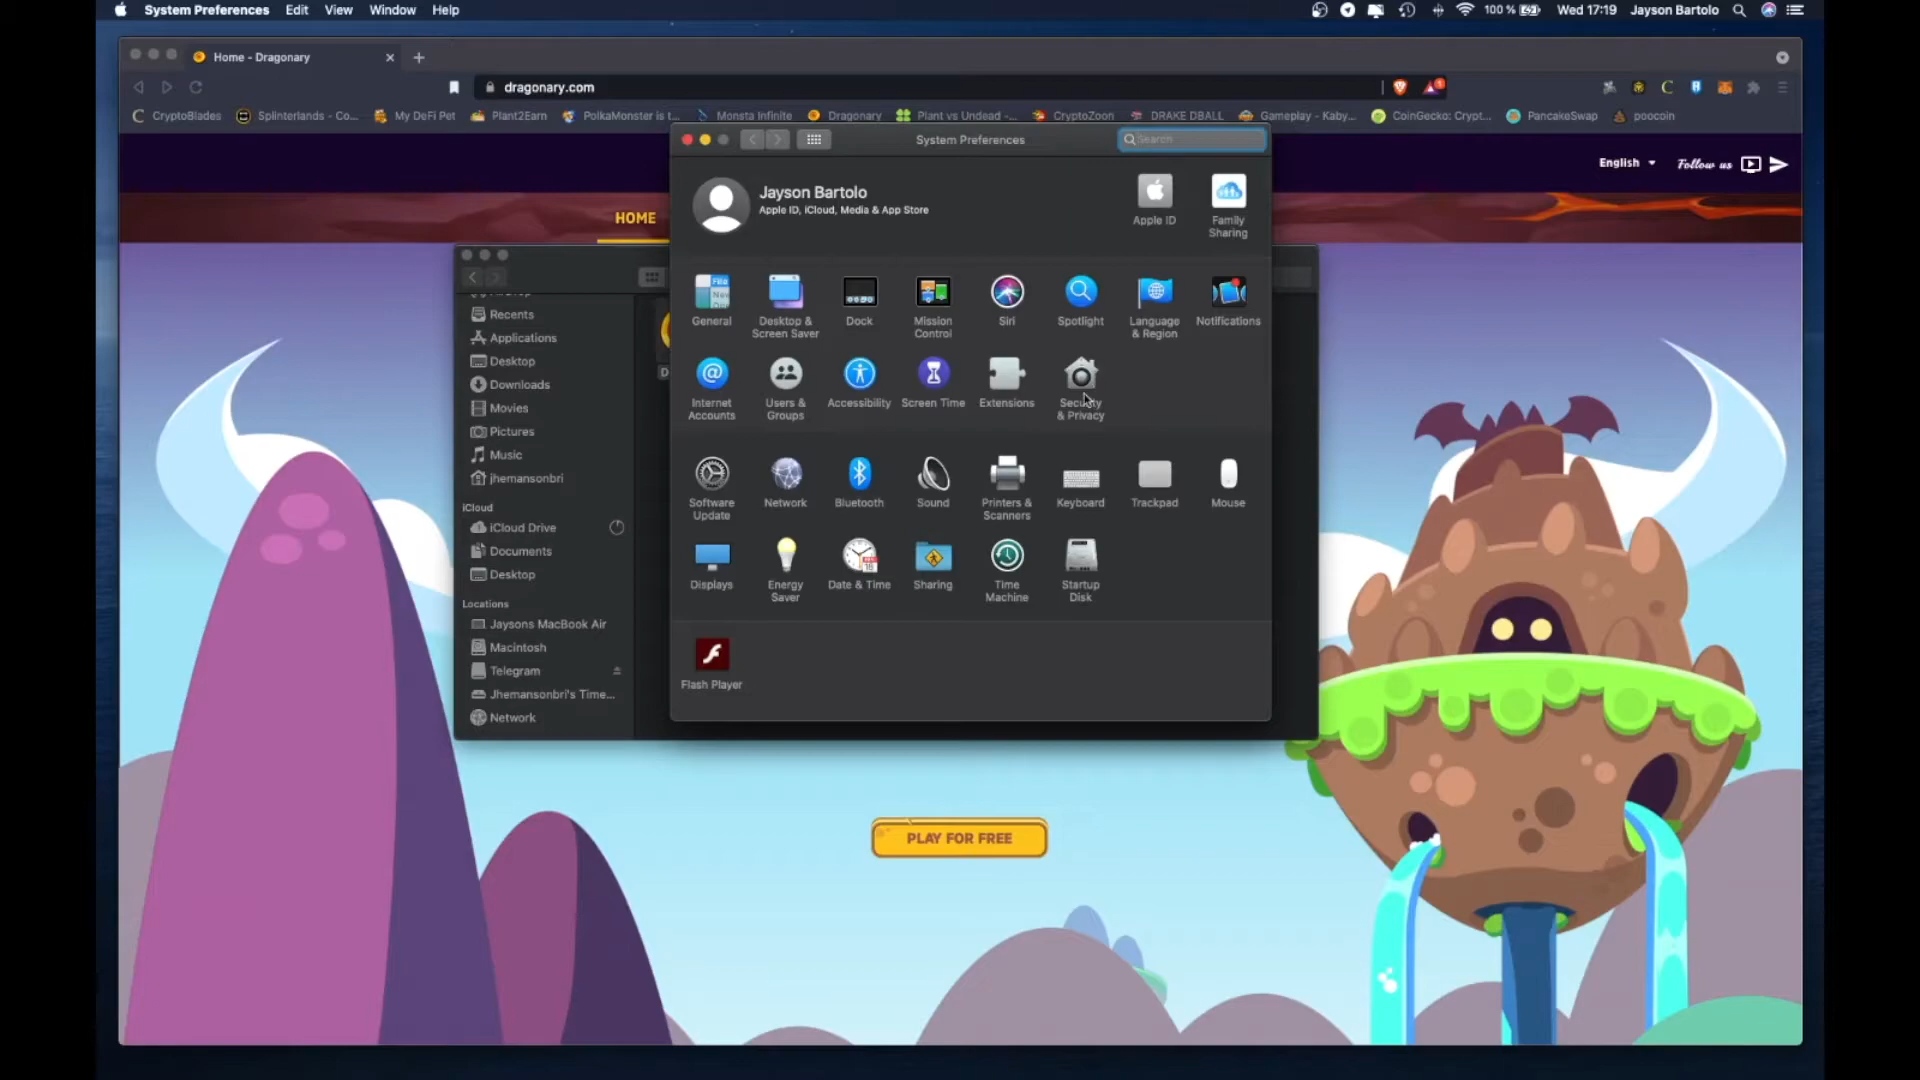 System Preferences Edit View Window Help 100 % Wed 17:19 Jayson Bartolo
Home - Dragonary
dragonary.com
CryptoBlades Splinterlands - Co... My DeFi Pet Plant2Earn PolkaMonster is t... Monsta Infinite Dragonary Plant vs Undead -... CryptoZoon DRAKE DBALL Gameplay - Kaby... CoinGecko: Crypt... PancakeSwap poocoin
System Preferences
Search
English Follow us
HOME
Jayson Bartolo
Apple ID, iCloud, Media & App Store
Apple ID
Family
Sharing
General
Desktop &
Screen Saver
Dock
Mission
Control
Siri
Spotlight
Language
& Region
Notifications
Internet
Accounts
Users &
Groups
Accessibility
Screen Time
Extensions
Security
& Privacy
Software
Update
Network
Bluetooth
Sound
Printers &
Scanners
Keyboard
Trackpad
Mouse
Displays
Energy
Saver
Date & Time
Sharing
Time
Machine
Startup
Disk
Flash Player
Recents
Applications
Desktop
Downloads
Movies
Pictures
Music
jhemansonbri
iCloud
iCloud Drive
Documents
Desktop
Locations
Jaysons MacBook Air
Macintosh
Telegram
Jhemansonbri's Time...
Network
PLAY FOR FREE